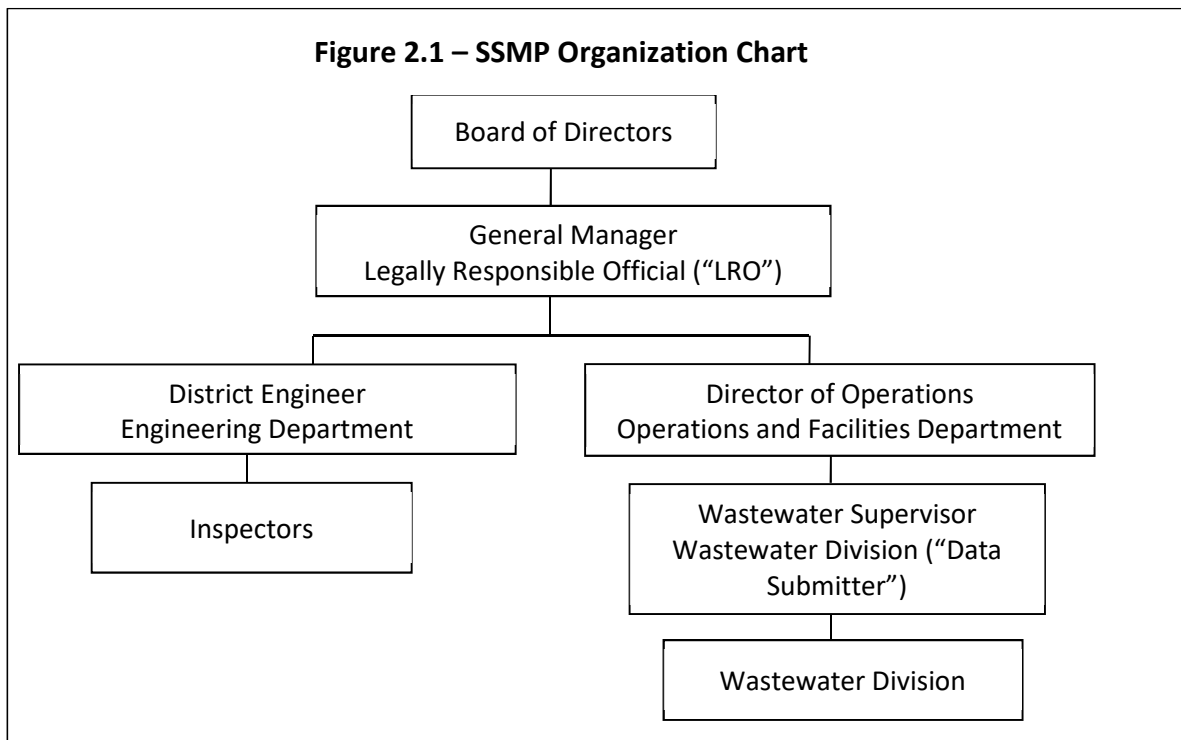 Figure 2.1 – SSMP Organization Chart
Board of Directors
General Manager
Legally Responsible Official (“LRO”)
District Engineer
Engineering Department
Director of Operations
Operations and Facilities Department
Inspectors
Wastewater Supervisor
Wastewater Division (“Data
Submitter”)
Wastewater Division